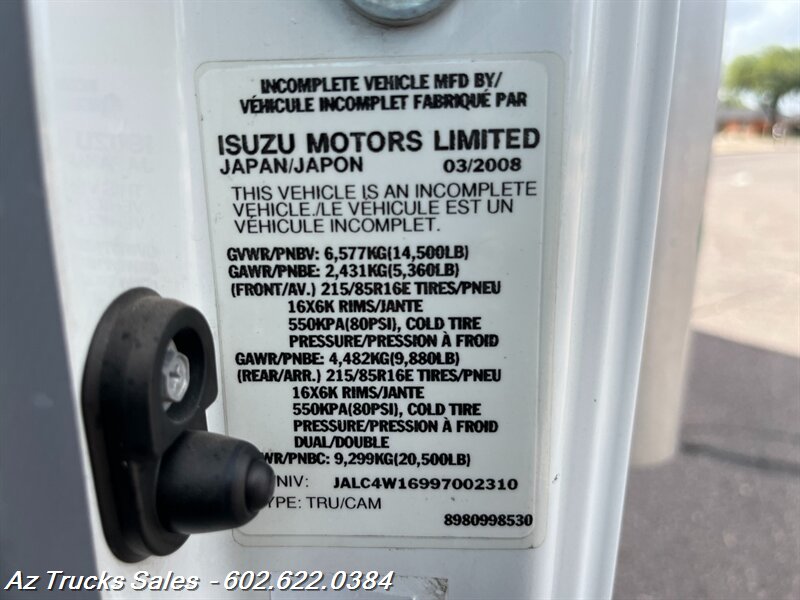 INCOMPLETE VEHICLE MFD BY/
VÉHICULE INCOMPLET FABRIQUÉ PAR
ISUZU MOTORS LIMITED
JAPAN/JAPON 03/2008
THIS VEHICLE IS AN INCOMPLETE
VEHICLE./LE VÉHICULE EST UN
VÉHICULE INCOMPLET.
GVWR/PNBV: 6,577KG(14,500LB)
GAWR/PNBE: 2,431KG(5,360LB)
(FRONT/AV.) 215/85R16E TIRES/PNEU
16X6K RIMS/JANTE
550KPA(80PSI), COLD TIRE
PRESSURE/PRESSION À FROID
GAWR/PNBE: 4,482KG(9,880LB)
(REAR/ARR.) 215/85R16E TIRES/PNEU
16X6K RIMS/JANTE
550KPA(80PSI), COLD TIRE
PRESSURE/PRESSION À FROID
DUAL/DOUBLE
WR/PNBC: 9,299KG(20,500LB)
/NIV: JALC4W16997002310
YPE: TRU/CAM
8980998530
Az Trucks Sales - 602.622.0384